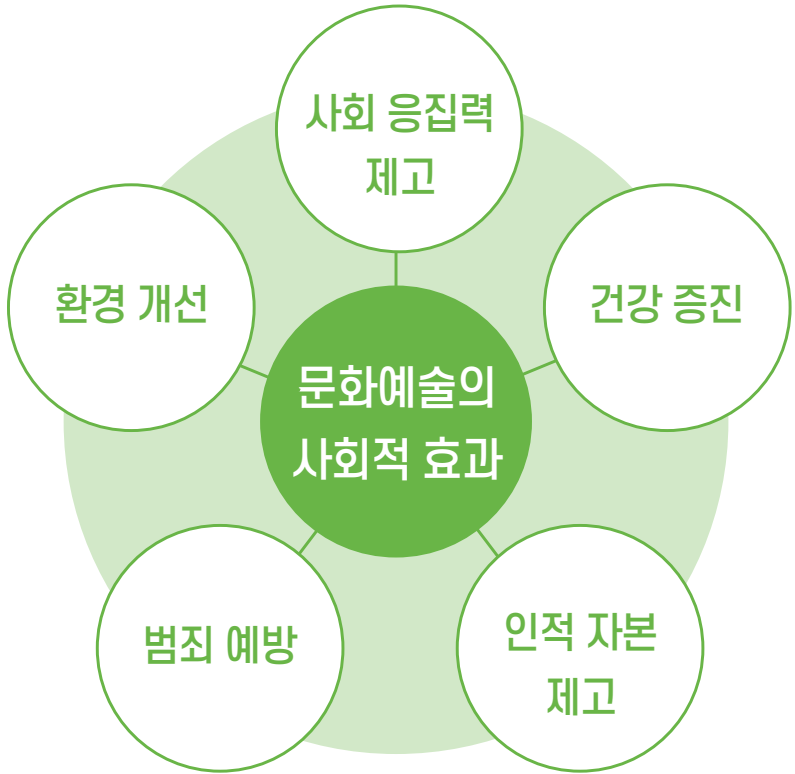 사회 응집력
제고
환경 개선
건강 증진
문화예술의
사회적 효과
범죄 예방
인적 자본
제고